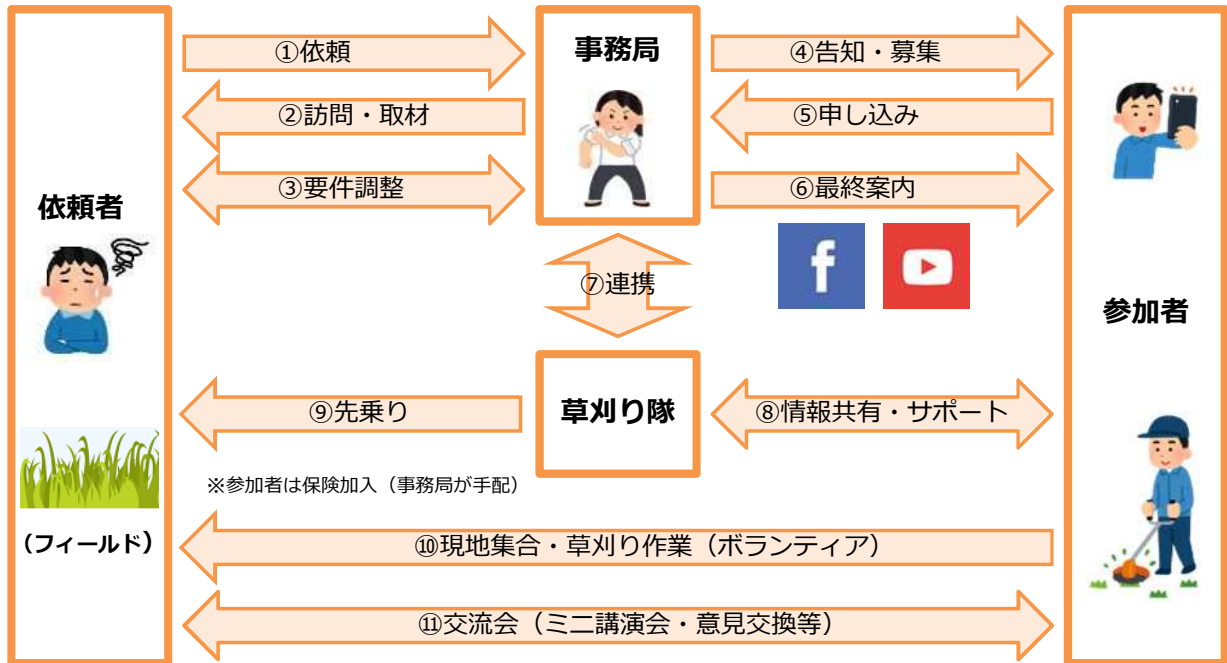 ①依頼
事務局
④告知・募集
②訪問・取材
⑤申し込み
③要件調整
⑥最終案内
依頼者
f
⑦連携
参加者
⑨先乗り
草刈り隊
⑧情報共有・サポート
※参加者は保険加入（事務局が手配）
（フィールド）
⑩現地集合・草刈り作業（ボランティア）
⑪交流会（ミニ講演会・意見交換等）